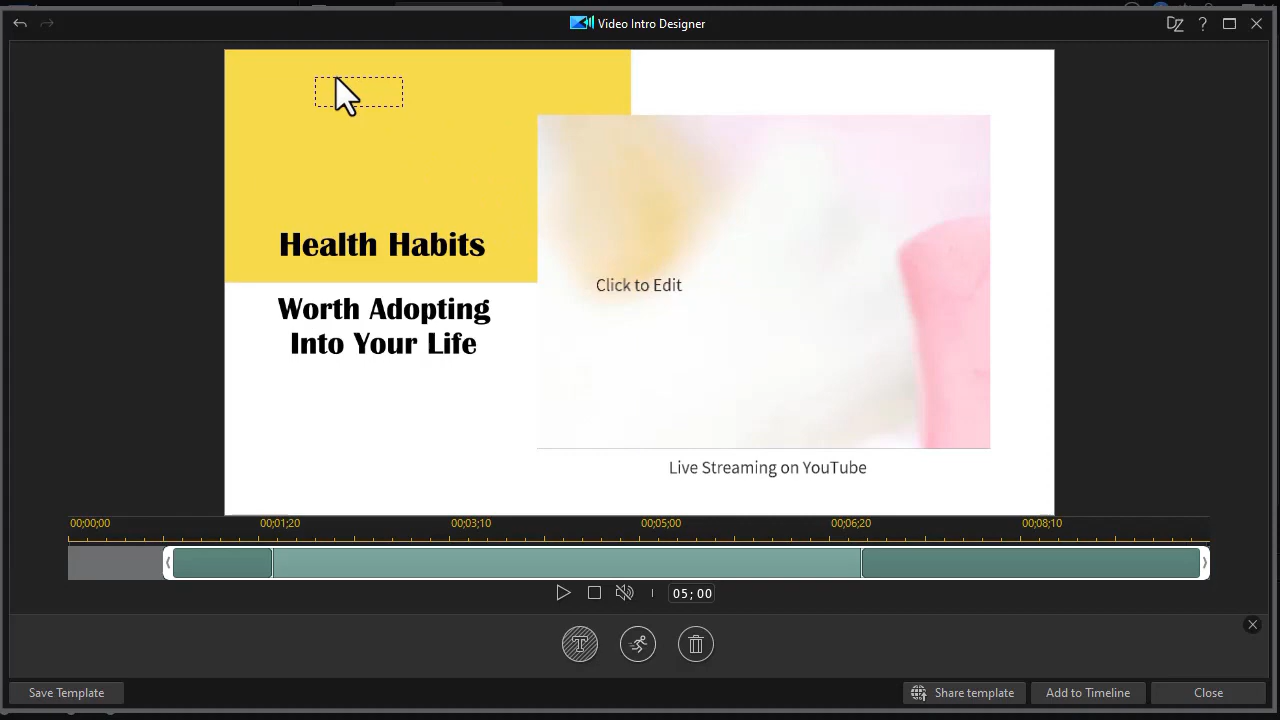 Video Intro Designer
?
Health Habits
Worth Adopting
Into Your Life
Click to Edit
Live Streaming on YouTube
00;00;00 00;01;20 00;03;10 00;05;00 00;06;20 00;08;10
05;00
T
Save Template Share template Add to Timeline Close